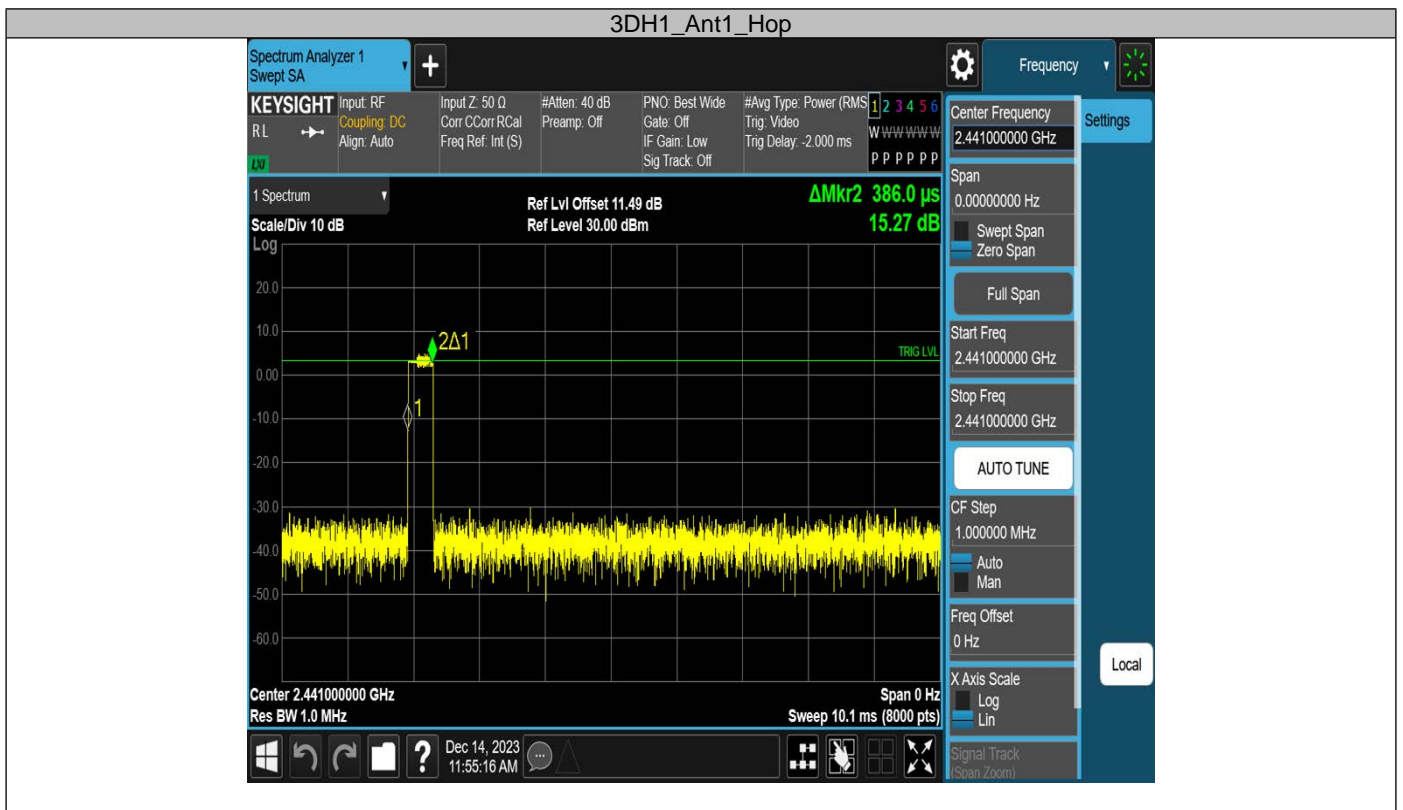 3DH1_Ant1_Hop
Spectrum Analyzer 1
Swept SA
Frequency
KEYSIGHT
Input: RF
Input Z: 50 Ω
#Atten: 40 dB
PNO: Best Wide
#Avg Type: Power (RMS
1 2 3 4 5 6
R L
Coupling: DC
Corr CCorr RCal
Preamp: Off
Gate: Off
Trig: Video
W W W W W W
Align: Auto
Freq Ref: Int (S)
IF Gain: Low
Trig Delay: -2.000 ms
Sig Track: Off
P P P P P P
LXI
Center Frequency
2.441000000 GHz
Settings
1 Spectrum
Ref Lvl Offset 11.49 dB
ΔMkr2 386.0 µs
Scale/Div 10 dB
Ref Level 30.00 dBm
15.27 dB
Log
20.0
10.0
0.00
-10.0
-20.0
-30.0
-40.0
-50.0
-60.0
2Δ1
1
TRIG LVL
Center 2.441000000 GHz
Span 0 Hz
Res BW 1.0 MHz
Sweep 10.1 ms (8000 pts)
Span
0.00000000 Hz
Swept Span
Zero Span
Full Span
Start Freq
2.441000000 GHz
Stop Freq
2.441000000 GHz
AUTO TUNE
CF Step
1.000000 MHz
Auto
Man
Freq Offset
0 Hz
X Axis Scale
Log
Lin
Signal Track
(Span Zoom)
Local
?
Dec 14, 2023
11:55:16 AM